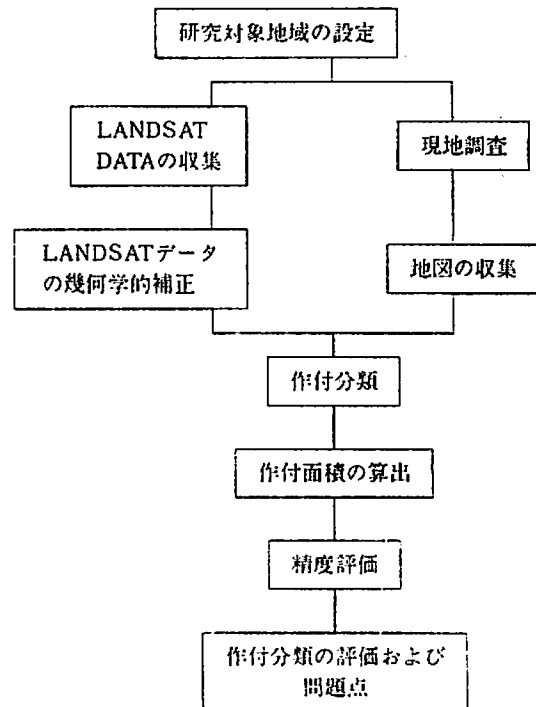 研究対象地域の設定
LANDSAT
DATAの収集
現地調査
LANDSATデータ
の幾何学的補正
地図の収集
作付分類
作付面積の算出
精度評価
作付分類の評価および
問題点